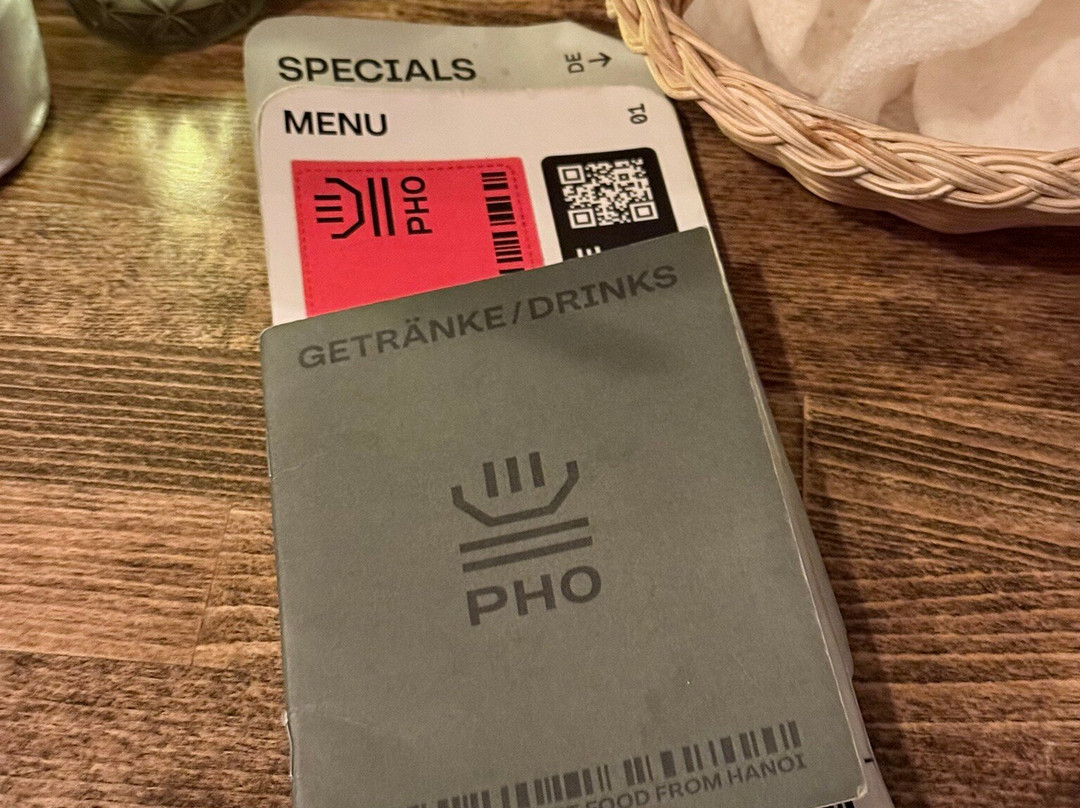 SPECIALS
DE →
MENU
01
PHO
GETRÄNKE/DRINKS
PHO
FOOD FROM HANOI